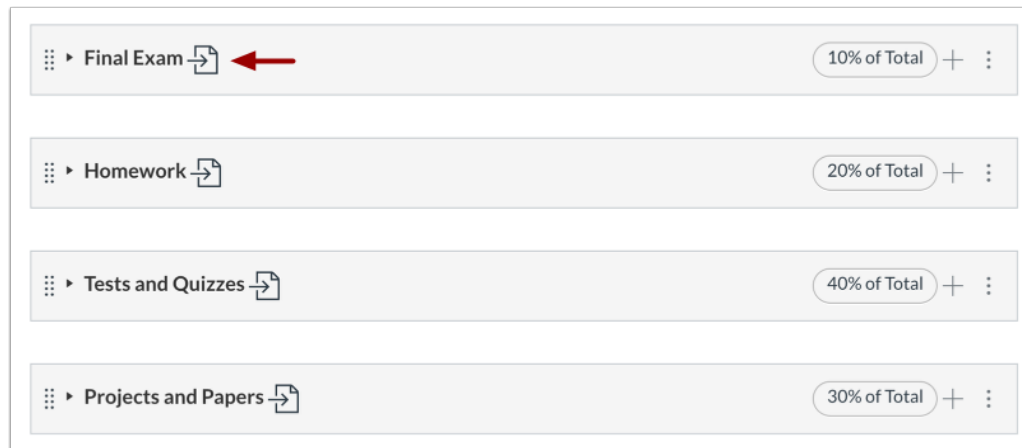 Final Exam 10% of Total
Homework 20% of Total
Tests and Quizzes 40% of Total
Projects and Papers 30% of Total